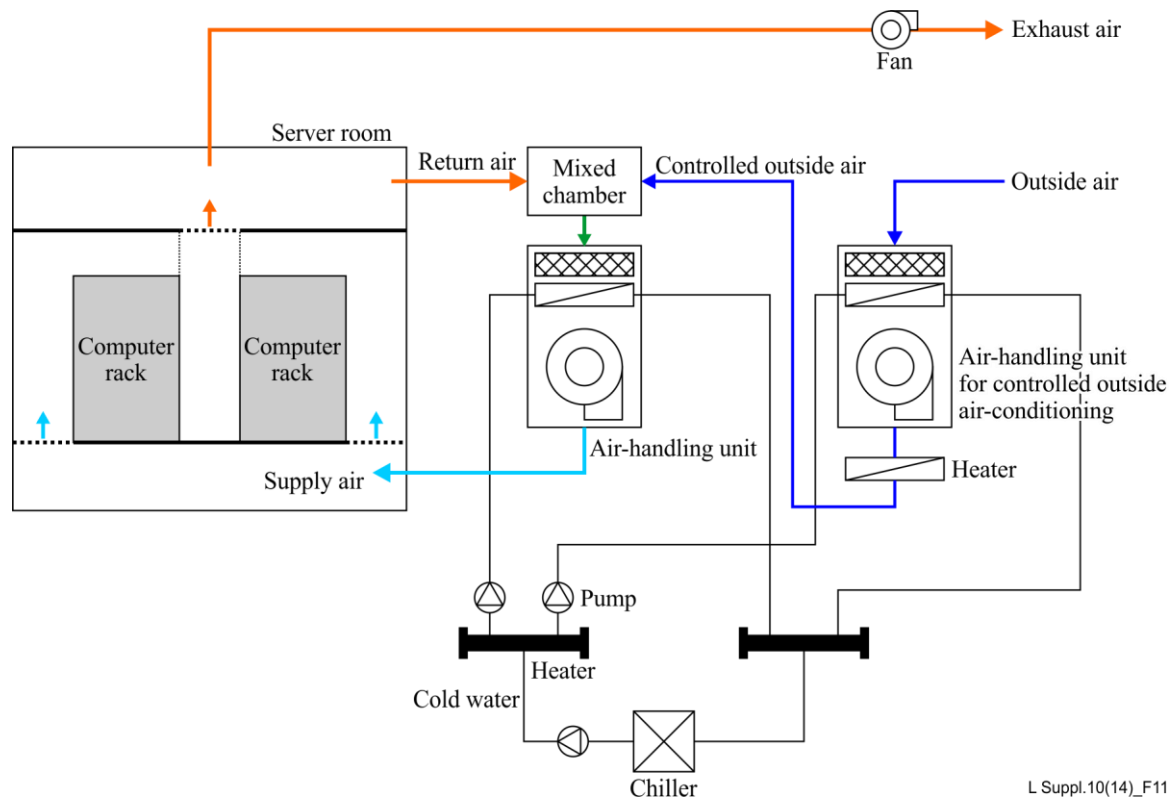 Exhaust air
Fan
Server room
Return air
Mixed
chamber
Controlled outside air
Outside air
Computer
rack
Computer
rack
Air-handling unit
for controlled outside
air-conditioning
Air-handling unit
Supply air
Heater
Pump
Heater
Cold water
Chiller
L Suppl.10(14)_F11